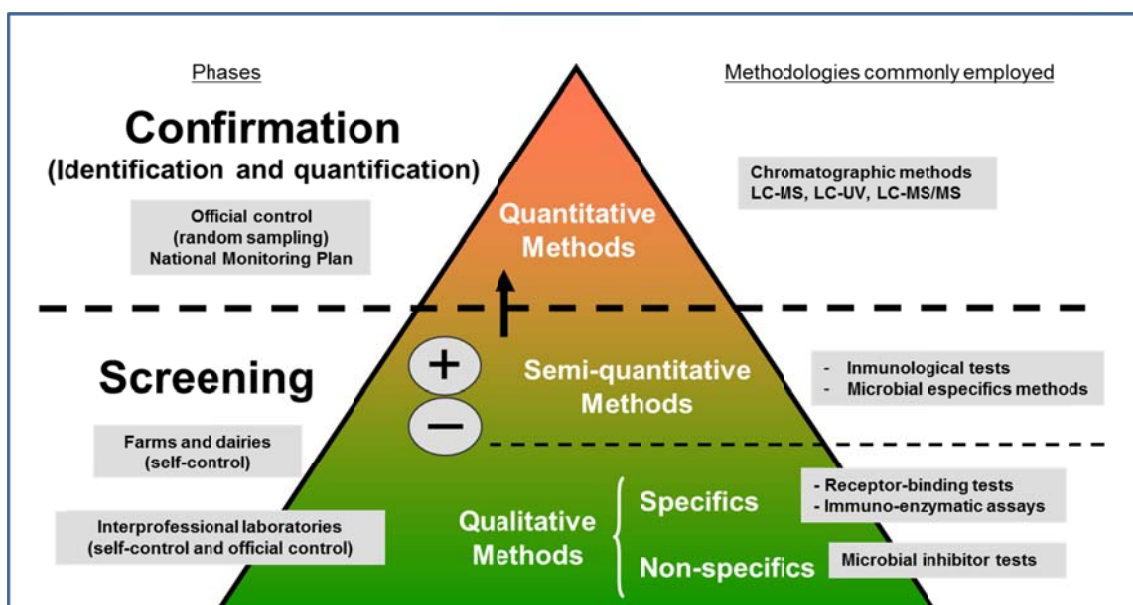 Phases
Methodologies commonly employed
Confirmation
(Identification and quantification)
Official control
(random sampling)
National Monitoring Plan
Quantitative
Methods
Chromatographic methods
LC-MS, LC-UV, LC-MS/MS
Screening
+
−
Semi-quantitative
Methods
- Inmunological tests
- Microbial especifics methods
Farms and dairies
(self-control)
Interprofessional laboratories
(self-control and official control)
Qualitative
Methods
Specifics
- Receptor-binding tests
- Immuno-enzymatic assays
Non-specifics
Microbial inhibitor tests